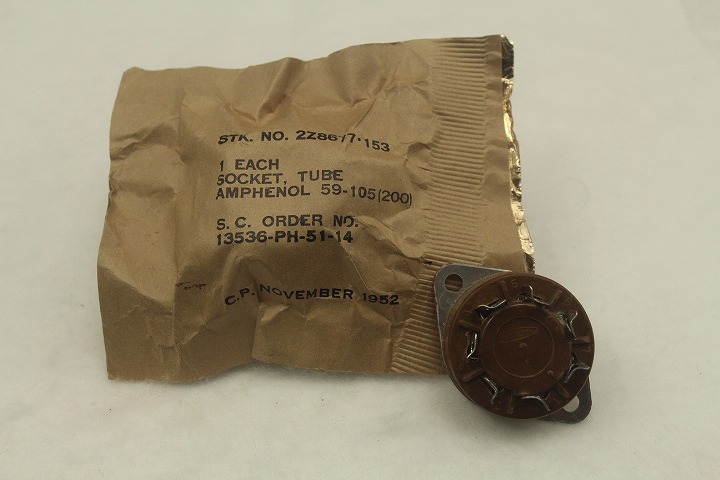 STK. NO. 2Z8677-153
1 EACH
SOCKET, TUBE
AMPHENOL 59-105(200)
S. C. ORDER NO.
13536-PH-51-14
C.P. NOVEMBER 1952